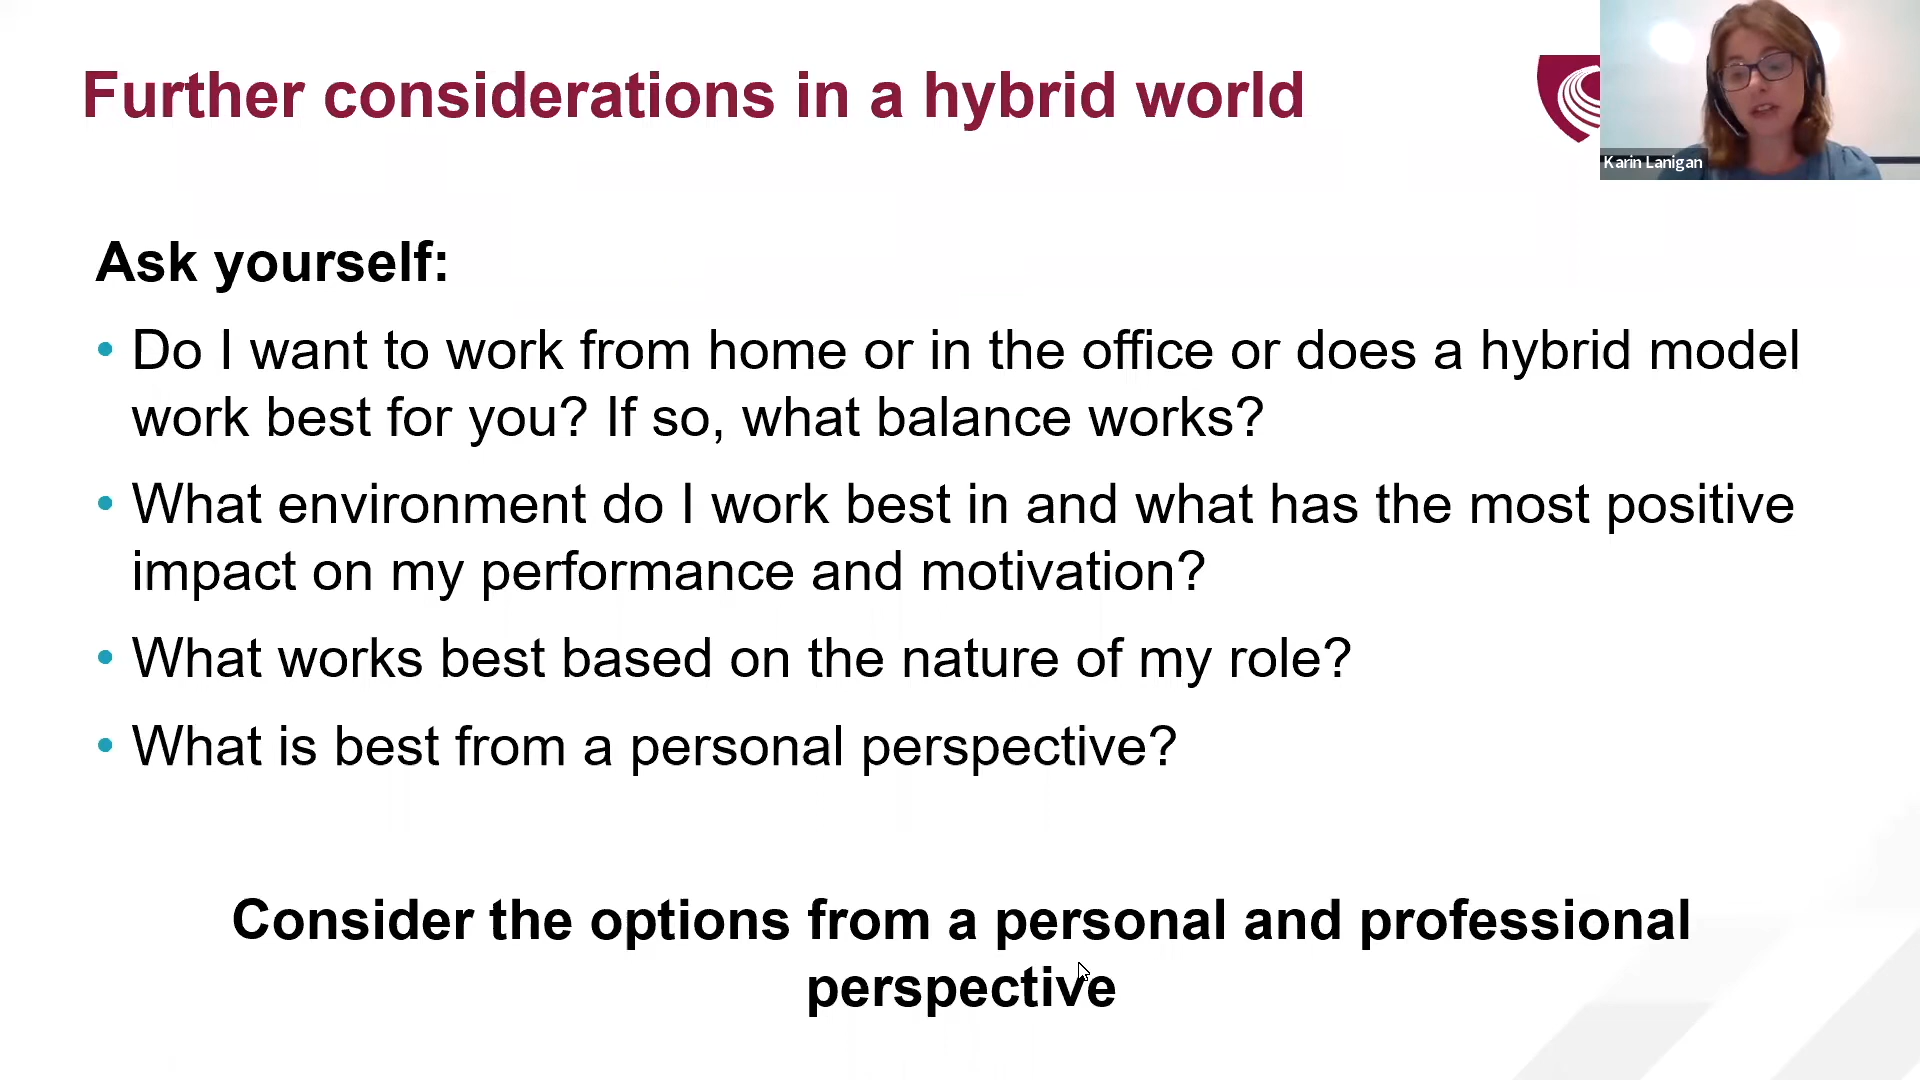 Further considerations in a hybrid world
Karin Lanigan
Ask yourself:
• Do I want to work from home or in the office or does a hybrid model
work best for you? If so, what balance works?
• What environment do I work best in and what has the most positive
impact on my performance and motivation?
• What works best based on the nature of my role?
• What is best from a personal perspective?
Consider the options from a personal and professional
perspective